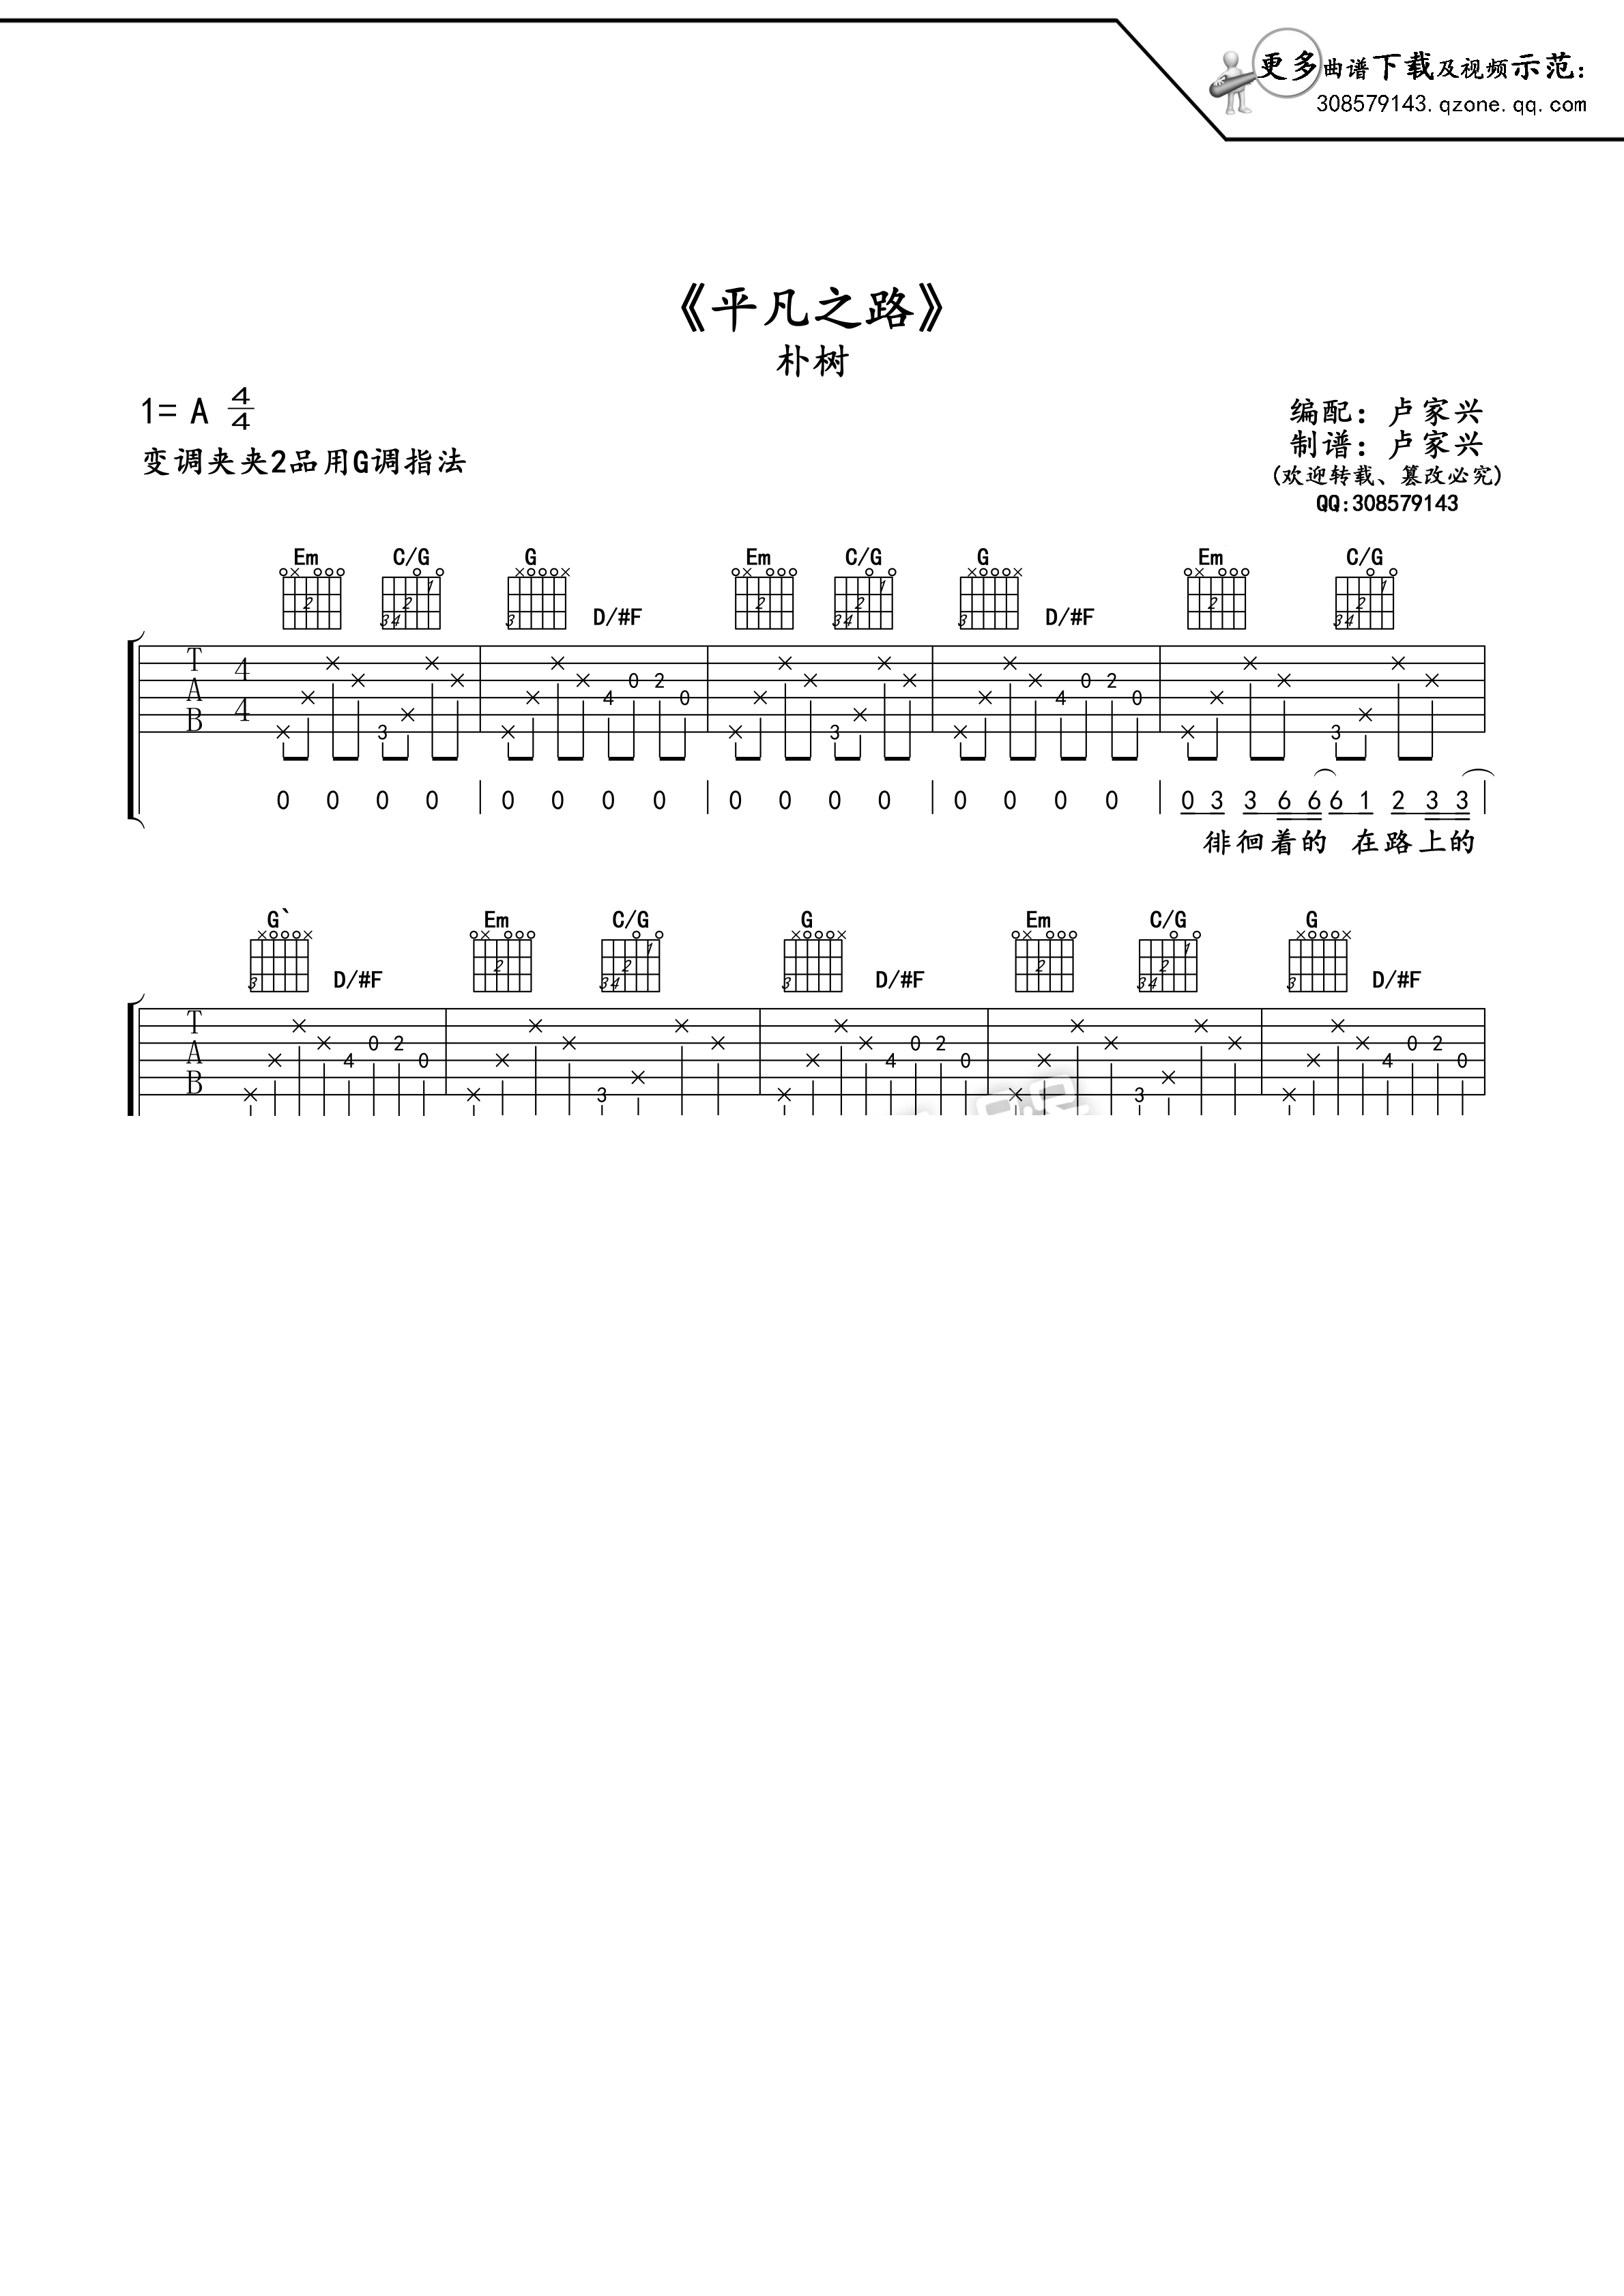 更多曲谱下载及视频示范：
308579143.qzone.qq.com
《平凡之路》
朴树
1= A 4/4
变调夹夹2品用G调指法
编配：卢家兴
制谱：卢家兴
(欢迎转载、篡改必究)
QQ:308579143
Em C/G G D/#F Em C/G G D/#F Em C/G
1 2 3 4
T A B 4 4
3 4 0 2 0 3 4 0 2 0 3
0 0 0 0 | 0 0 0 0 | 0 0 0 0 | 0 0 0 0 | 0 3 3 6 6 6 1 2 3 3 |
徘徊着的 在路上的
G` D/#F Em C/G G D/#F Em C/G G D/#F
T A B
4 0 2 0 3 4 0 2 0 3 4 0 2 0